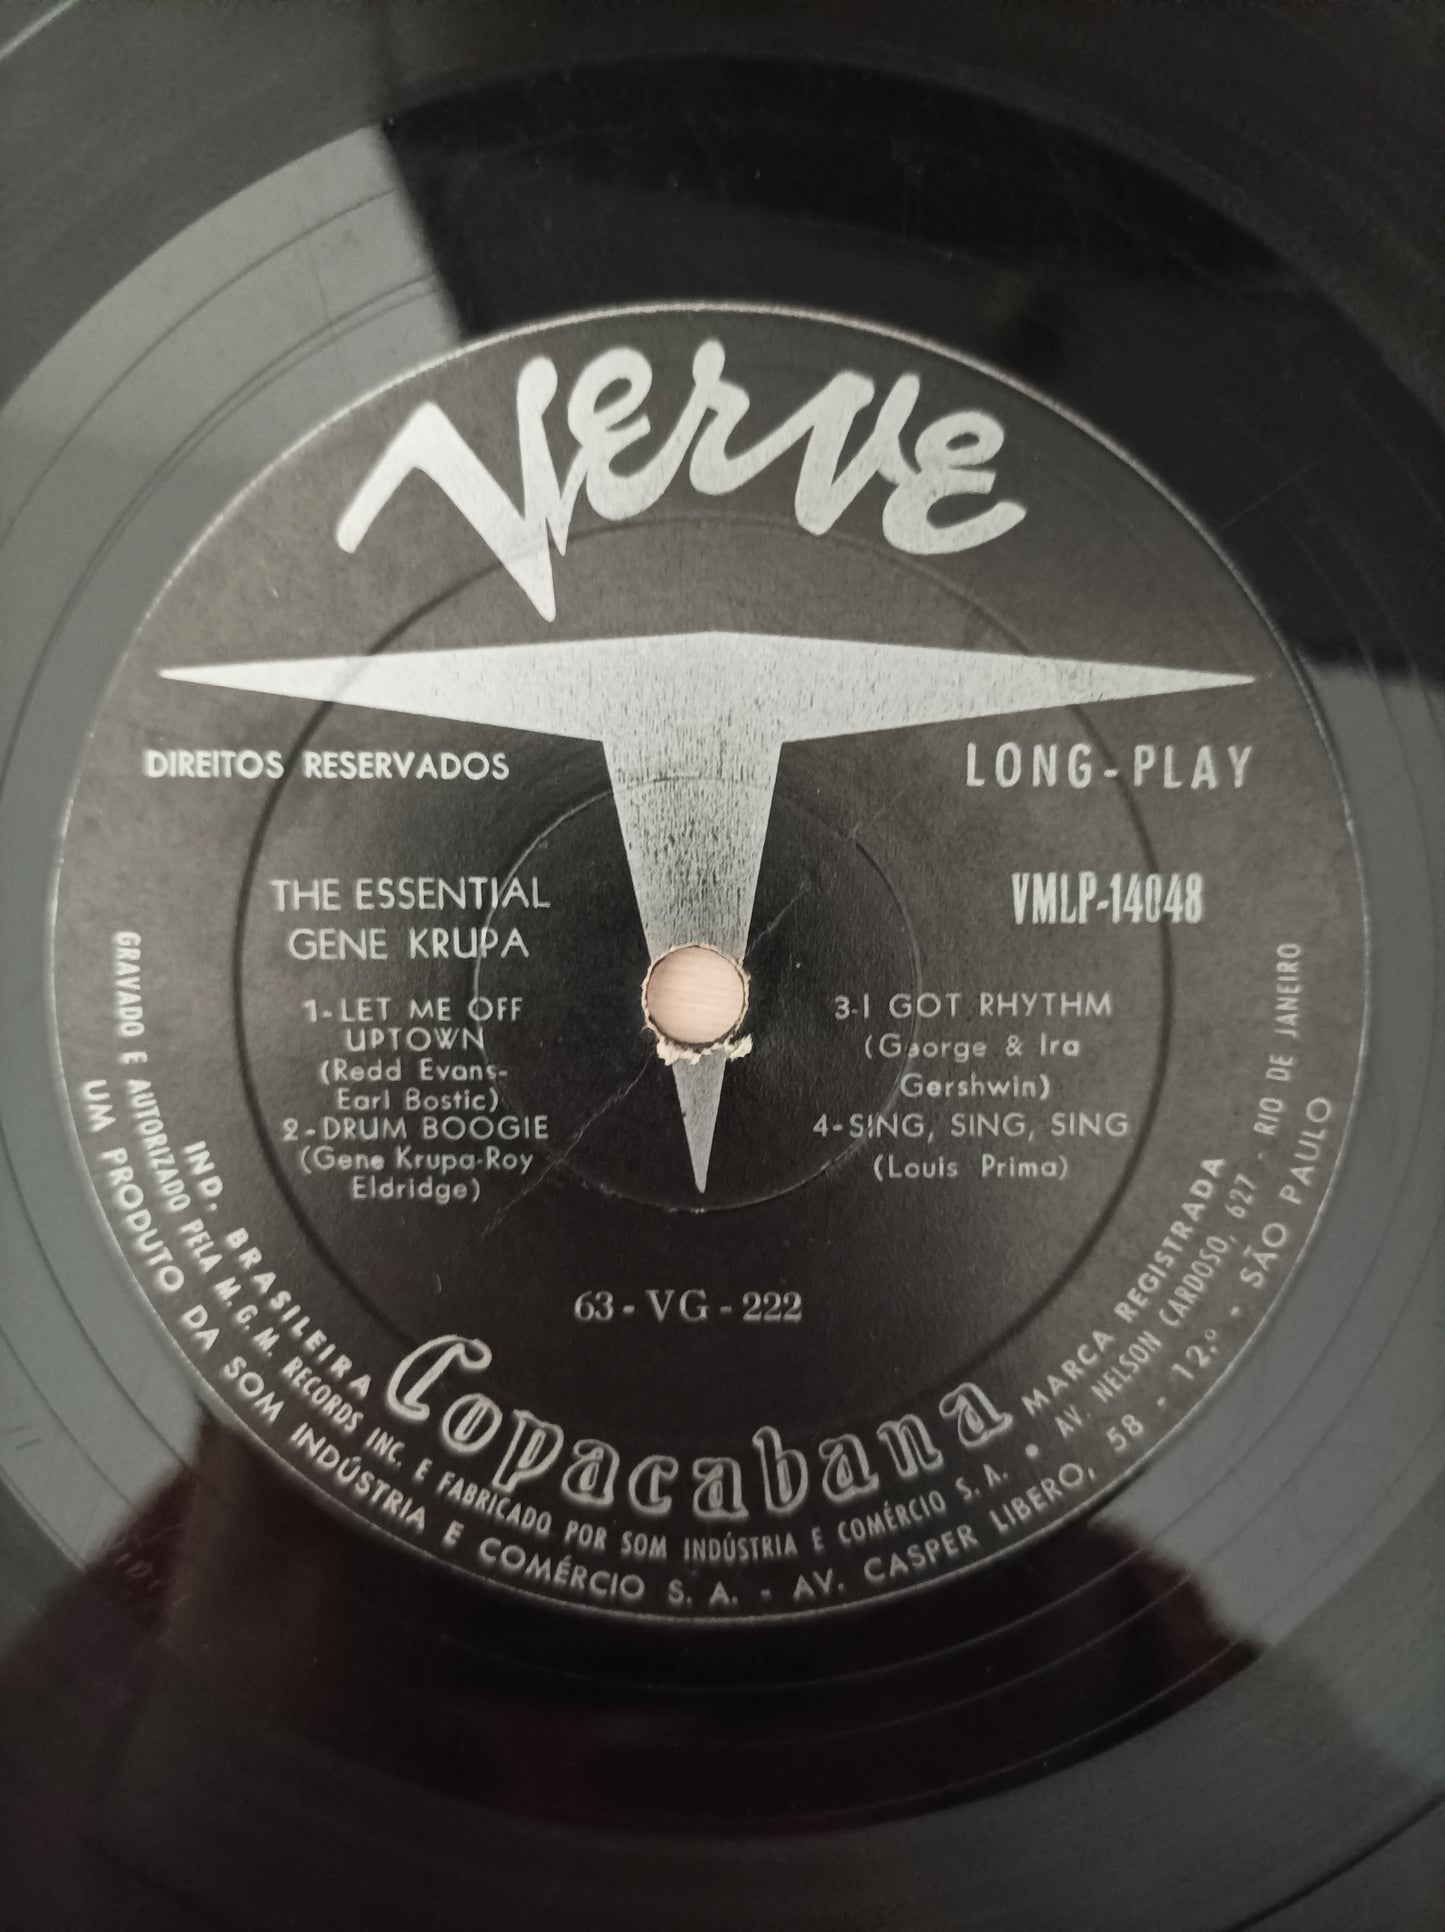 Verve
DIREITOS RESERVADOS
LONG-PLAY
THE ESSENTIAL
GENE KRUPA
VMLP-14048
1-LET ME OFF
UPTOWN
(Redd Evans-
Earl Bostic)
2-DRUM BOOGIE
(Gene Krupa-Roy
Eldridge)
3-I GOT RHYTHM
(George & Ira
Gershwin)
4-SING, SING, SING
(Louis Prima)
63-VG-222
IND. BRASILEIRA Copacabana MARCA REGISTRADA
GRAVADO E AUTORIZADO PELA M.G.M. RECORDS INC. E FABRICADO POR SOM INDÚSTRIA E COMÉRCIO S. A. • AV. NELSON CARDOSO, 627 - RIO DE JANEIRO
UM PRODUTO DA SOM INDÚSTRIA E COMÉRCIO S. A. - AV. CASPER LIBERO, 58 - 12.º - SÃO PAULO